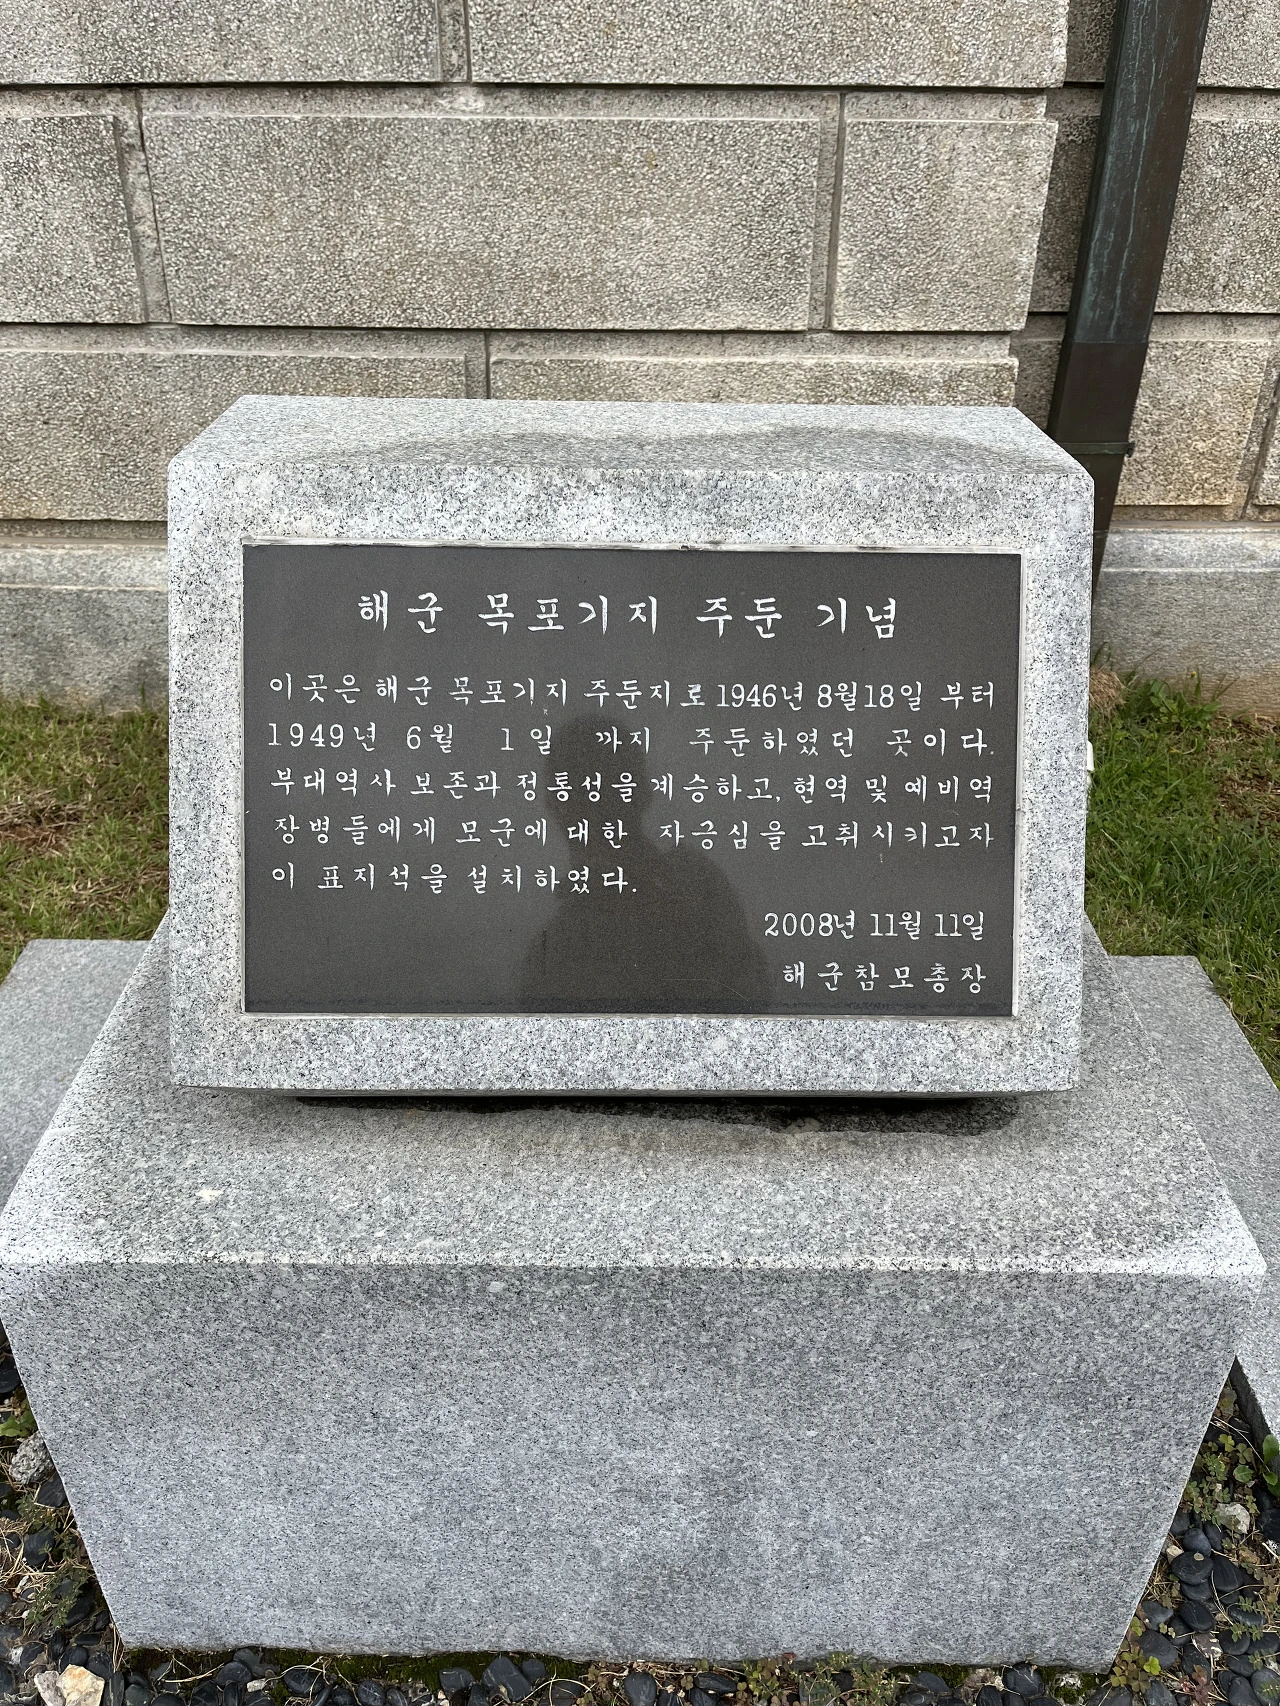 해군 목포기지 주둔 기념
이곳은 해군 목포기지 주둔지로 1946년 8월18일 부터
1949년 6월 1일 까지 주둔하였던 곳이다.
부대역사 보존과 정통성을 계승하고, 현역 및 예비역
장병들에게 모군에 대한 자긍심을 고취시키고자
이 표지석을 설치하였다.
2008년 11월 11일
해군참모총장